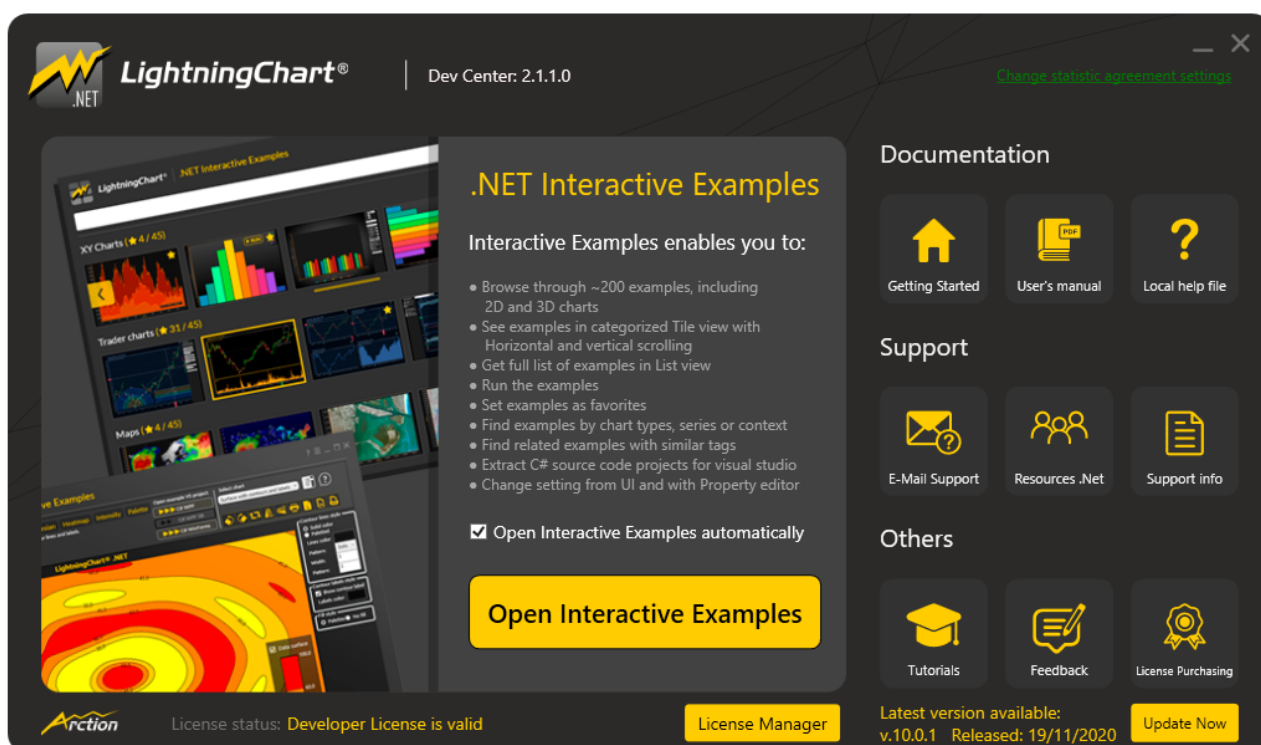 LightningChart®
.NET
Dev Center: 2.1.1.0
Change statistic agreement settings
LightningChart® .NET Interactive Examples
XY Charts (★ 4 / 45)
Trader charts (★ 31 / 45)
Maps (★ 4 / 45)
.NET Interactive Examples
Interactive Examples enables you to:
● Browse through ~200 examples, including
2D and 3D charts
● See examples in categorized Tile view with
Horizontal and vertical scrolling
● Get full list of examples in List view
● Run the examples
● Set examples as favorites
● Find examples by chart types, series or context
● Find related examples with similar tags
● Extract C# source code projects for visual studio
● Change setting from UI and with Property editor
Open Interactive Examples automatically
Open Interactive Examples
Documentation
PDF
Getting Started
User's manual
Local help file
Support
E-Mail Support
Resources .Net
Support info
Others
Tutorials
Feedback
License Purchasing
Arction
License status: Developer License is valid
License Manager
Latest version available:
v.10.0.1 Released: 19/11/2020
Update Now